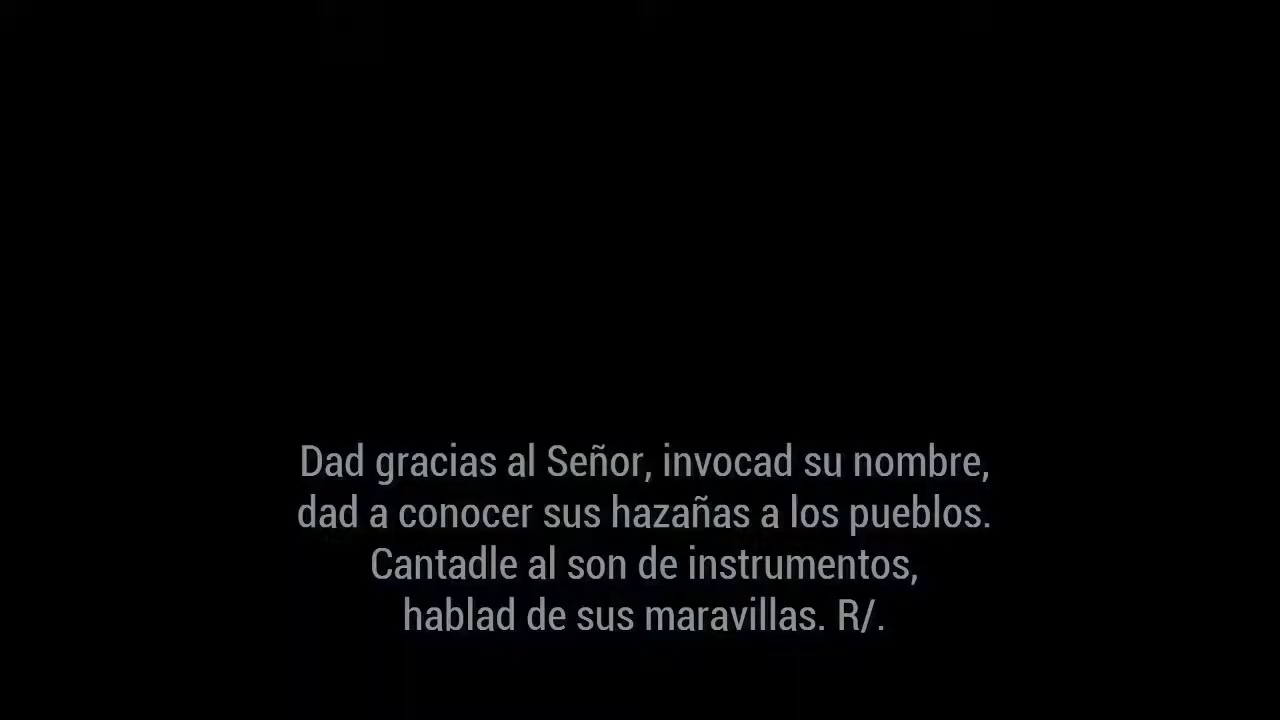 Dad gracias al Señor, invocad su nombre,
dad a conocer sus hazañas a los pueblos.
Cantadle al son de instrumentos,
hablad de sus maravillas. R/.